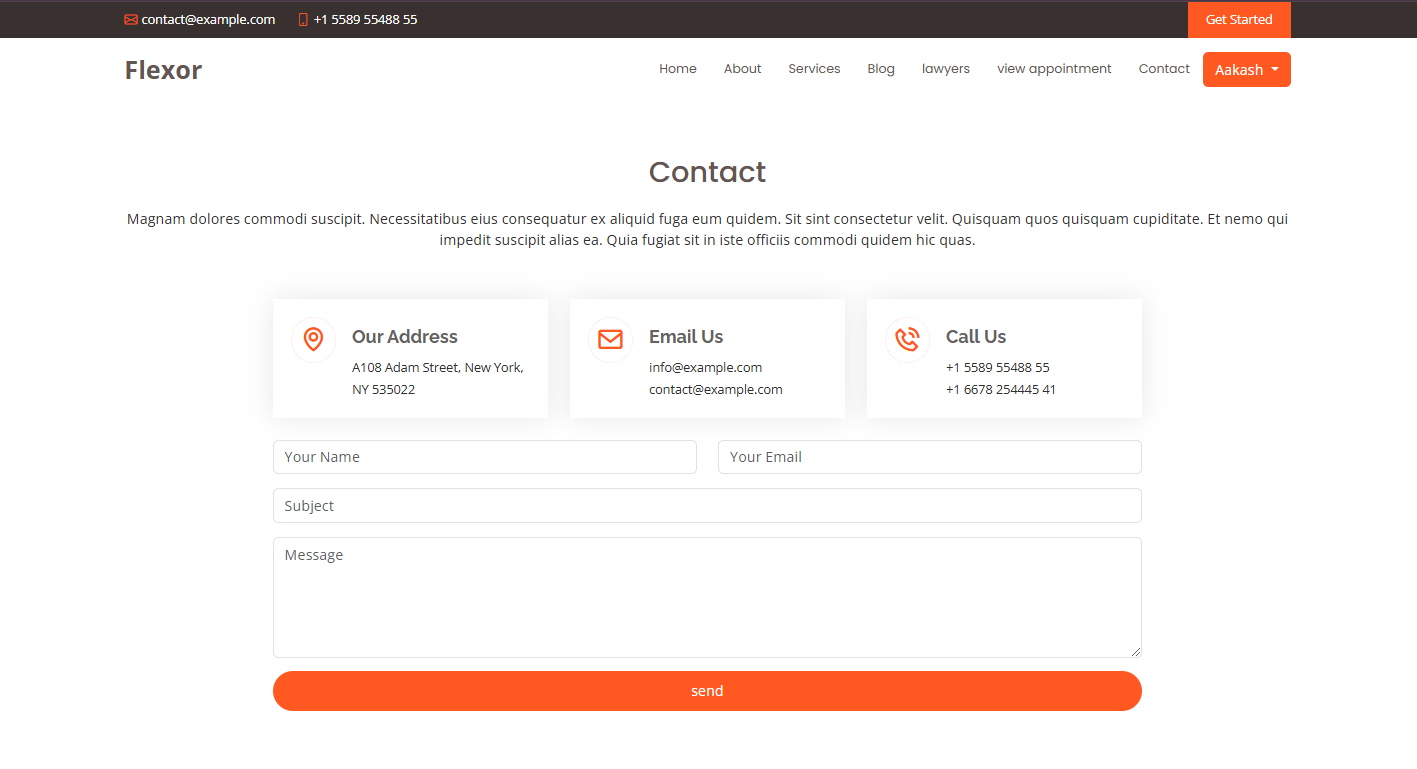 contact@example.com +1 5589 55488 55 Get Started
Flexor Home About Services Blog lawyers view appointment Contact Aakash
Contact
Magnam dolores commodi suscipit. Necessitatibus eius consequatur ex aliquid fuga eum quidem. Sit sint consectetur velit. Quisquam quos quisquam cupiditate. Et nemo qui
impedit suscipit alias ea. Quia fugiat sit in iste officiis commodi quidem hic quas.
Our Address
A108 Adam Street, New York,
NY 535022
Email Us
info@example.com
contact@example.com
Call Us
+1 5589 55488 55
+1 6678 254445 41
Your Name Your Email
Subject
Message
send